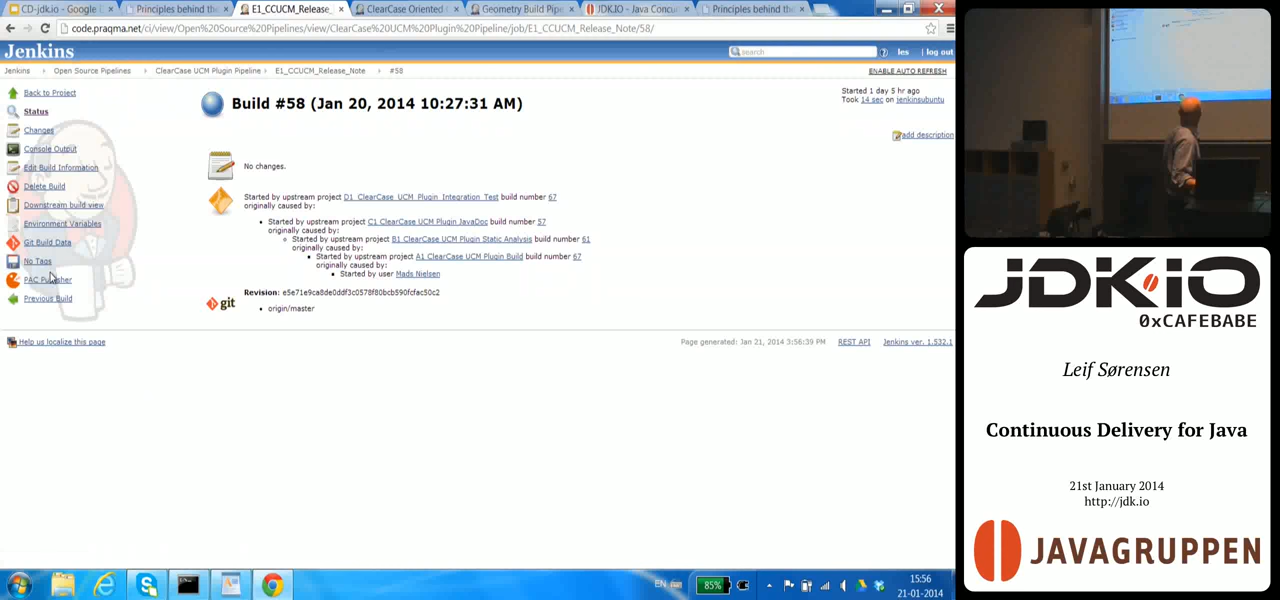 CD-jdk.io - Google D
Principles behind the
E1_CCUCM_Release_
ClearCase Oriented
Geometry Build Pipe
JDK.IO - Java Concur
Principles behind the
code.praqma.net/ci/view/Open%20Source%20Pipelines/view/ClearCase%20UCM%20Plugin%20Pipeline/job/E1_CCUCM_Release_Note/58/
Jenkins
search
les | log out
Jenkins
Open Source Pipelines
ClearCase UCM Plugin Pipeline
E1_CCUCM_Release_Note
#58
ENABLE AUTO REFRESH
Back to Project
Status
Changes
Console Output
Edit Build Information
Delete Build
Downstream build view
Environment Variables
Git Build Data
No Tags
PAC Publisher
Previous Build
Build #58 (Jan 20, 2014 10:27:31 AM)
Started 1 day 5 hr ago
Took 14 sec on jenkinsubuntu
add description
No changes.
Started by upstream project D1_ClearCase_UCM_Plugin_Integration_Test build number 67
originally caused by:
Started by upstream project C1_ClearCase UCM Plugin JavaDoc build number 57
originally caused by:
Started by upstream project B1_ClearCase UCM Plugin Static Analysis build number 61
originally caused by:
Started by upstream project A1_ClearCase UCM Plugin Build build number 67
originally caused by:
Started by user Mads Nielsen
git
Revision: e5e71e9ca8de0ddf3c0578f80bcb590fcfac50c2
origin/master
Help us localize this page
Page generated: Jan 21, 2014 3:56:39 PM
REST API
Jenkins ver. 1.532.1
EN
85%
15:56
21-01-2014
JDKiO
0xCAFEBABE
Leif Sørensen
Continuous Delivery for Java
21st January 2014
http://jdk.io
JAVAGRUPPEN